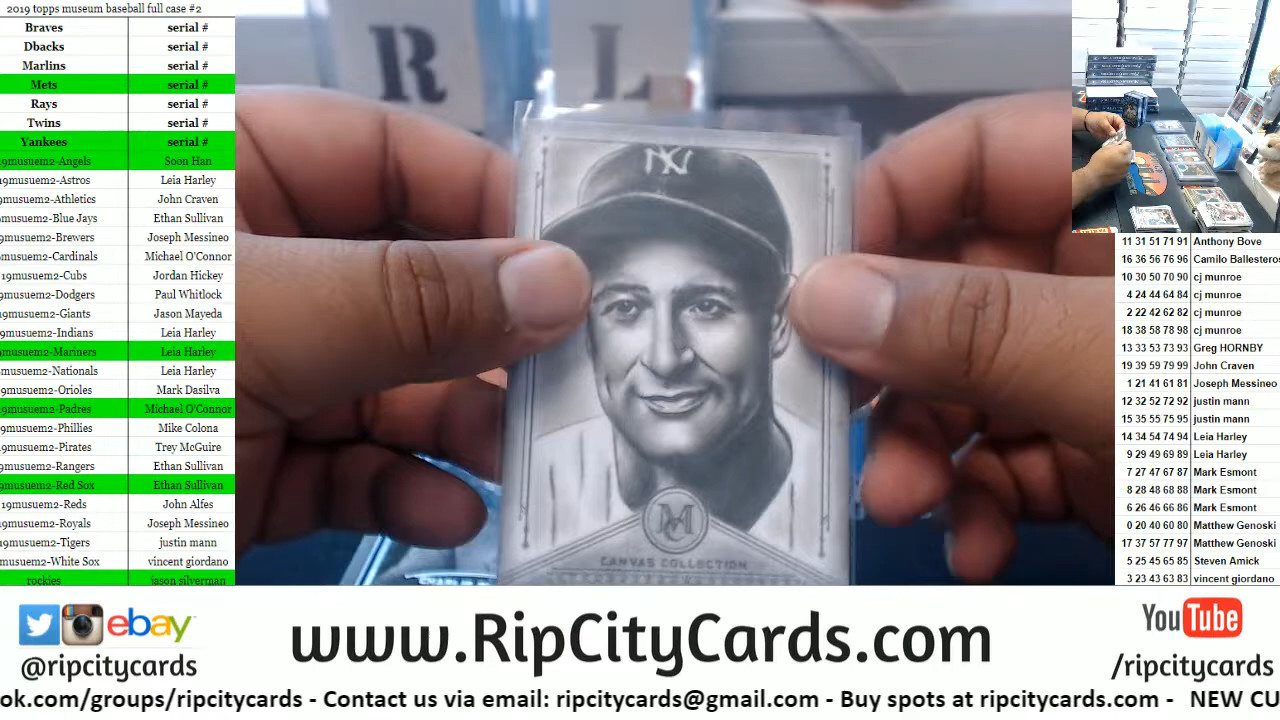 2019 topps museum baseball full case #2
Braves serial #
Dbacks serial #
Marlins serial #
Mets serial #
Rays serial #
Twins serial #
Yankees serial #
9musuem2-Angels Soon Han
19musuem2-Astros Leia Harley
9musuem2-Athletics John Craven
musuem2-Blue Jays Ethan Sullivan
9musuem2-Brewers Joseph Messineo
musuem2-Cardinals Michael O'Connor
19musuem2-Cubs Jordan Hickey
9musuem2-Dodgers Paul Whitlock
9musuem2-Giants Jason Mayeda
9musuem2-Indians Leia Harley
musuem2-Mariners Leia Harley
musuem2-Nationals Leia Harley
9musuem2-Orioles Mark Dasilva
9musuem2-Padres Michael O'Connor
9musuem2-Phillies Mike Colona
9musuem2-Pirates Trey McGuire
9musuem2-Rangers Ethan Sullivan
9musuem2-Red Sox Ethan Sullivan
19musuem2-Reds John Alfes
9musuem2-Royals Joseph Messineo
9musuem2-Tigers justin mann
musuem2-White Sox vincent giordano
rockies jason silverman
R L
NY
MC
CANVAS COLLECTION
11 31 51 71 91 Anthony Bove
16 36 56 76 96 Camilo Ballesteros
10 30 50 70 90 cj munroe
4 24 44 64 84 cj munroe
2 22 42 62 82 cj munroe
18 38 58 78 98 cj munroe
13 33 53 73 93 Greg HORNBY
19 39 59 79 99 John Craven
1 21 41 61 81 Joseph Messineo
12 32 52 72 92 justin mann
15 35 55 75 95 justin mann
14 34 54 74 94 Leia Harley
9 29 49 69 89 Leia Harley
7 27 47 67 87 Mark Esmont
8 28 48 68 88 Mark Esmont
6 26 46 66 86 Mark Esmont
0 20 40 60 80 Matthew Genoski
17 37 57 77 97 Matthew Genoski
5 25 45 65 85 Steven Amick
3 23 43 63 83 vincent giordano
ebay
@ripcitycards
www.RipCityCards.com
YouTube
/ripcitycards
ok.com/groups/ripcitycards - Contact us via email: ripcitycards@gmail.com - Buy spots at ripcitycards.com - NEW CU